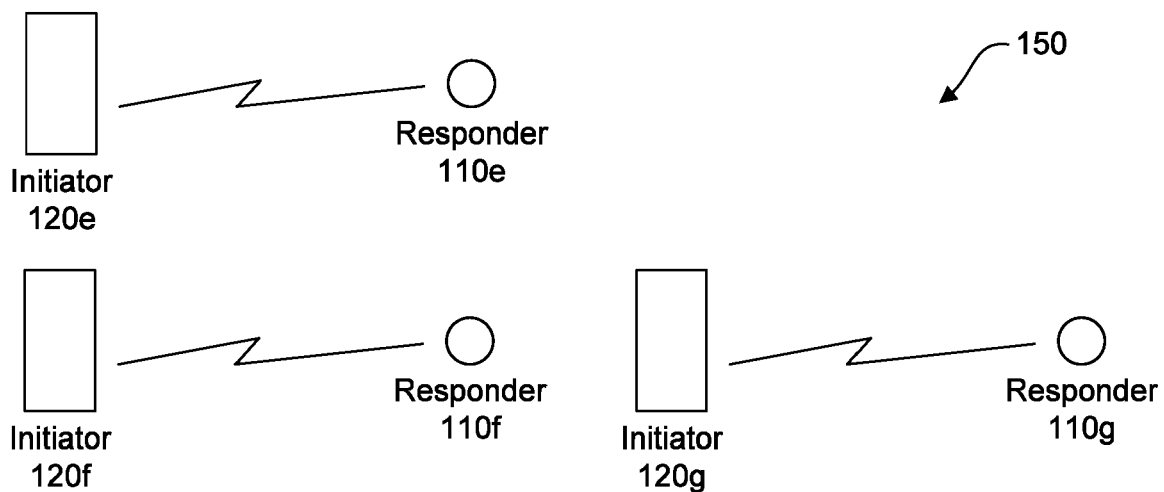 150
Responder
110e
Initiator
120e
Responder
110f
Initiator
120f
Responder
110g
Initiator
120g